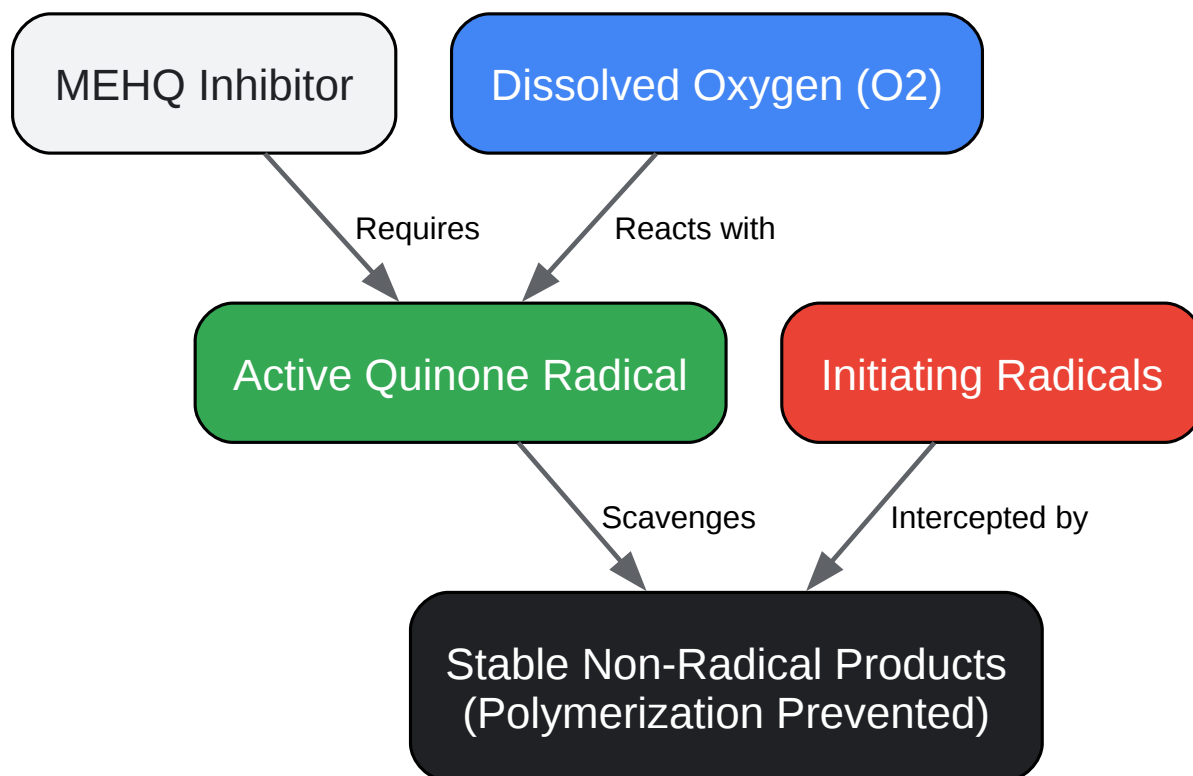 MEHQ Inhibitor
Dissolved Oxygen (O2)
Requires
Reacts with
Active Quinone Radical
Initiating Radicals
Scavenges
Intercepted by
Stable Non-Radical Products
(Polymerization Prevented)